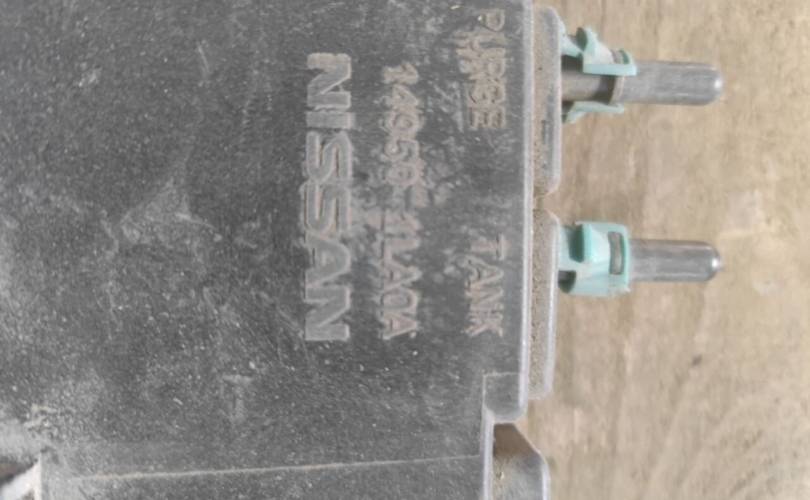 PURGE TANK
14950 1LA0A
NISSAN